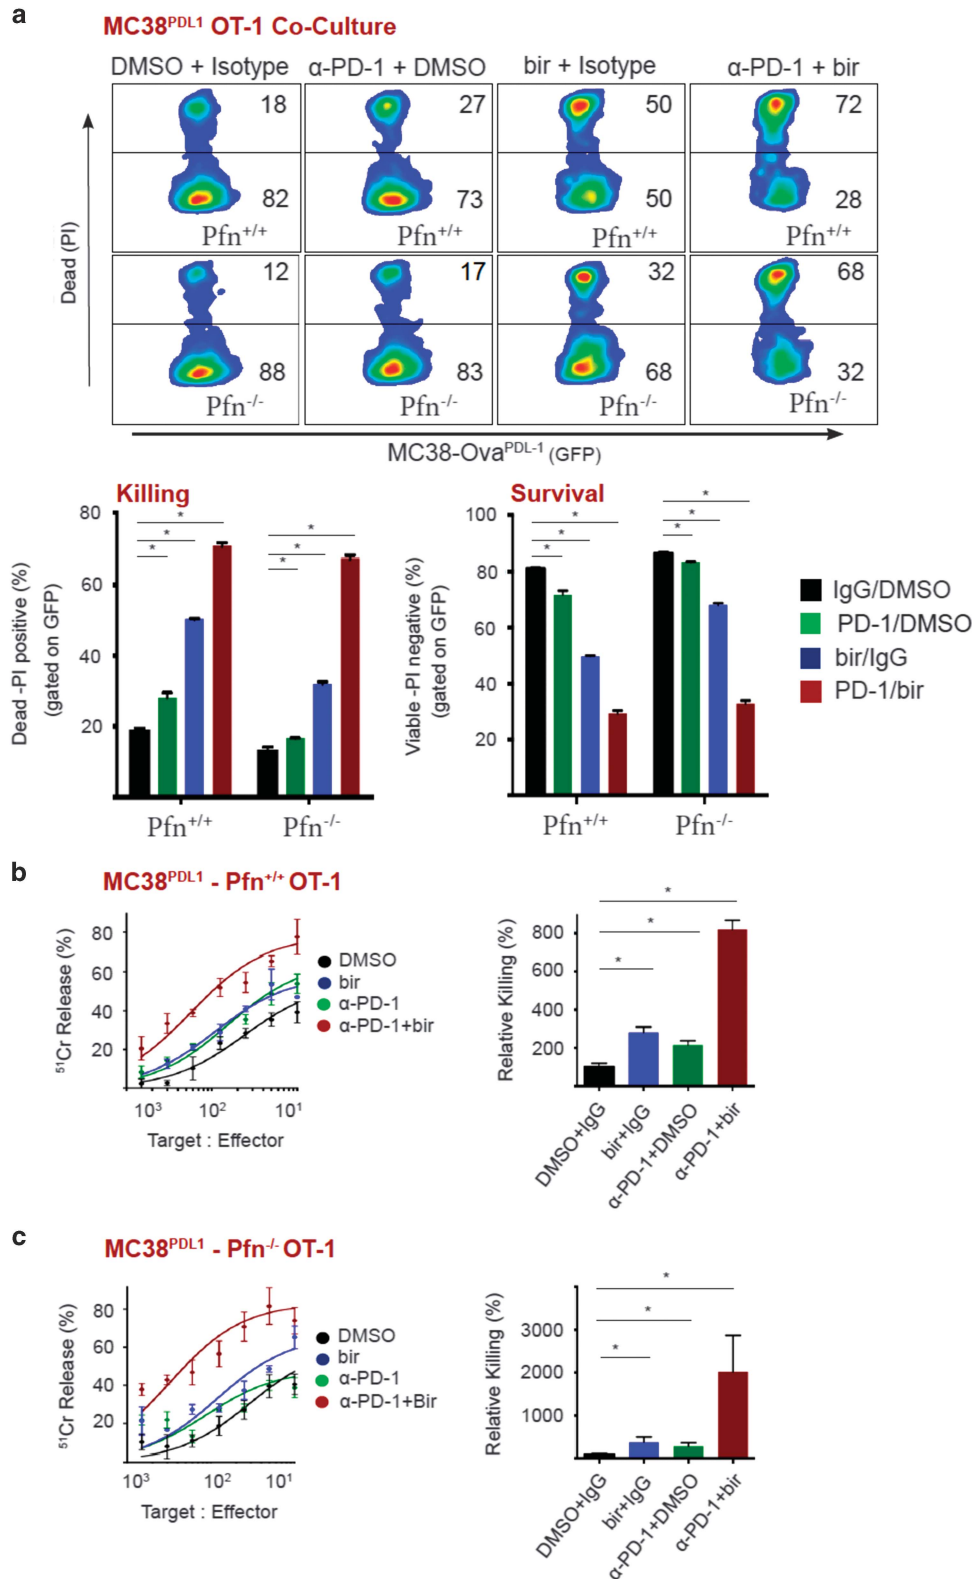 a
MC38PDL1 OT-1 Co-Culture
DMSO + Isotype α-PD-1 + DMSO bir + Isotype α-PD-1 + bir
18 27 50 72
82 73 50 28
Pfn+/+ Pfn+/+ Pfn+/+ Pfn+/+
12 17 32 68
88 83 68 32
Pfn-/- Pfn-/- Pfn-/- Pfn-/-
Dead (PI)
MC38-OvaPDL-1 (GFP)
Killing
Dead -PI positive (%)
(gated on GFP)
80
60
40
20
* * *
* * *
Pfn+/+ Pfn-/-
Survival
Viable -PI negative (%)
(gated on GFP)
100
80
60
40
20
* * *
* * *
Pfn+/+ Pfn-/-
IgG/DMSO
PD-1/DMSO
bir/IgG
PD-1/bir
b
MC38PDL1 - Pfn+/+ OT-1
51Cr Release (%)
80
60
40
20
103 102 101
Target : Effector
DMSO
bir
α-PD-1
α-PD-1+bir
Relative Killing (%)
800
600
400
200
*
*
*
DMSO+IgG
bir+IgG
α-PD-1+DMSO
α-PD-1+bir
c
MC38PDL1 - Pfn-/- OT-1
51Cr Release (%)
80
60
40
20
103 102 101
Target : Effector
DMSO
bir
α-PD-1
α-PD-1+Bir
Relative Killing (%)
3000
2000
1000
*
*
*
DMSO+IgG
bir+IgG
α-PD-1+DMSO
α-PD-1+bir